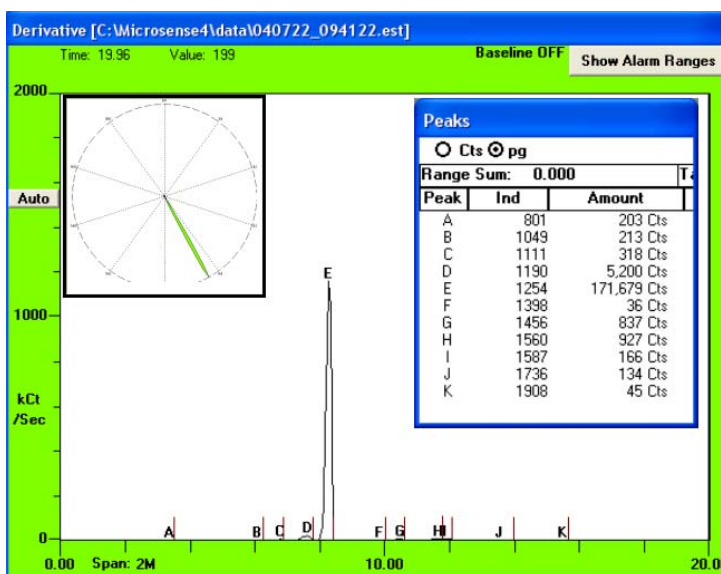 Derivative [C:\Microsense4\data\040722_094122.est]
Time: 19.96 Value: 199 Baseline OFF Show Alarm Ranges
2000
Peaks
Cts pg
Range Sum: 0.000
Peak Ind Amount
A 801 203 Cts
B 1049 213 Cts
C 1111 318 Cts
D 1190 5,200 Cts
E 1254 171,679 Cts
F 1398 36 Cts
G 1456 837 Cts
H 1560 927 Cts
I 1587 166 Cts
J 1736 134 Cts
K 1908 45 Cts
Auto
E
1000
kCt
/Sec
A B C D F G H I J K
0
0.00 Span: 2M 10.00 20.0